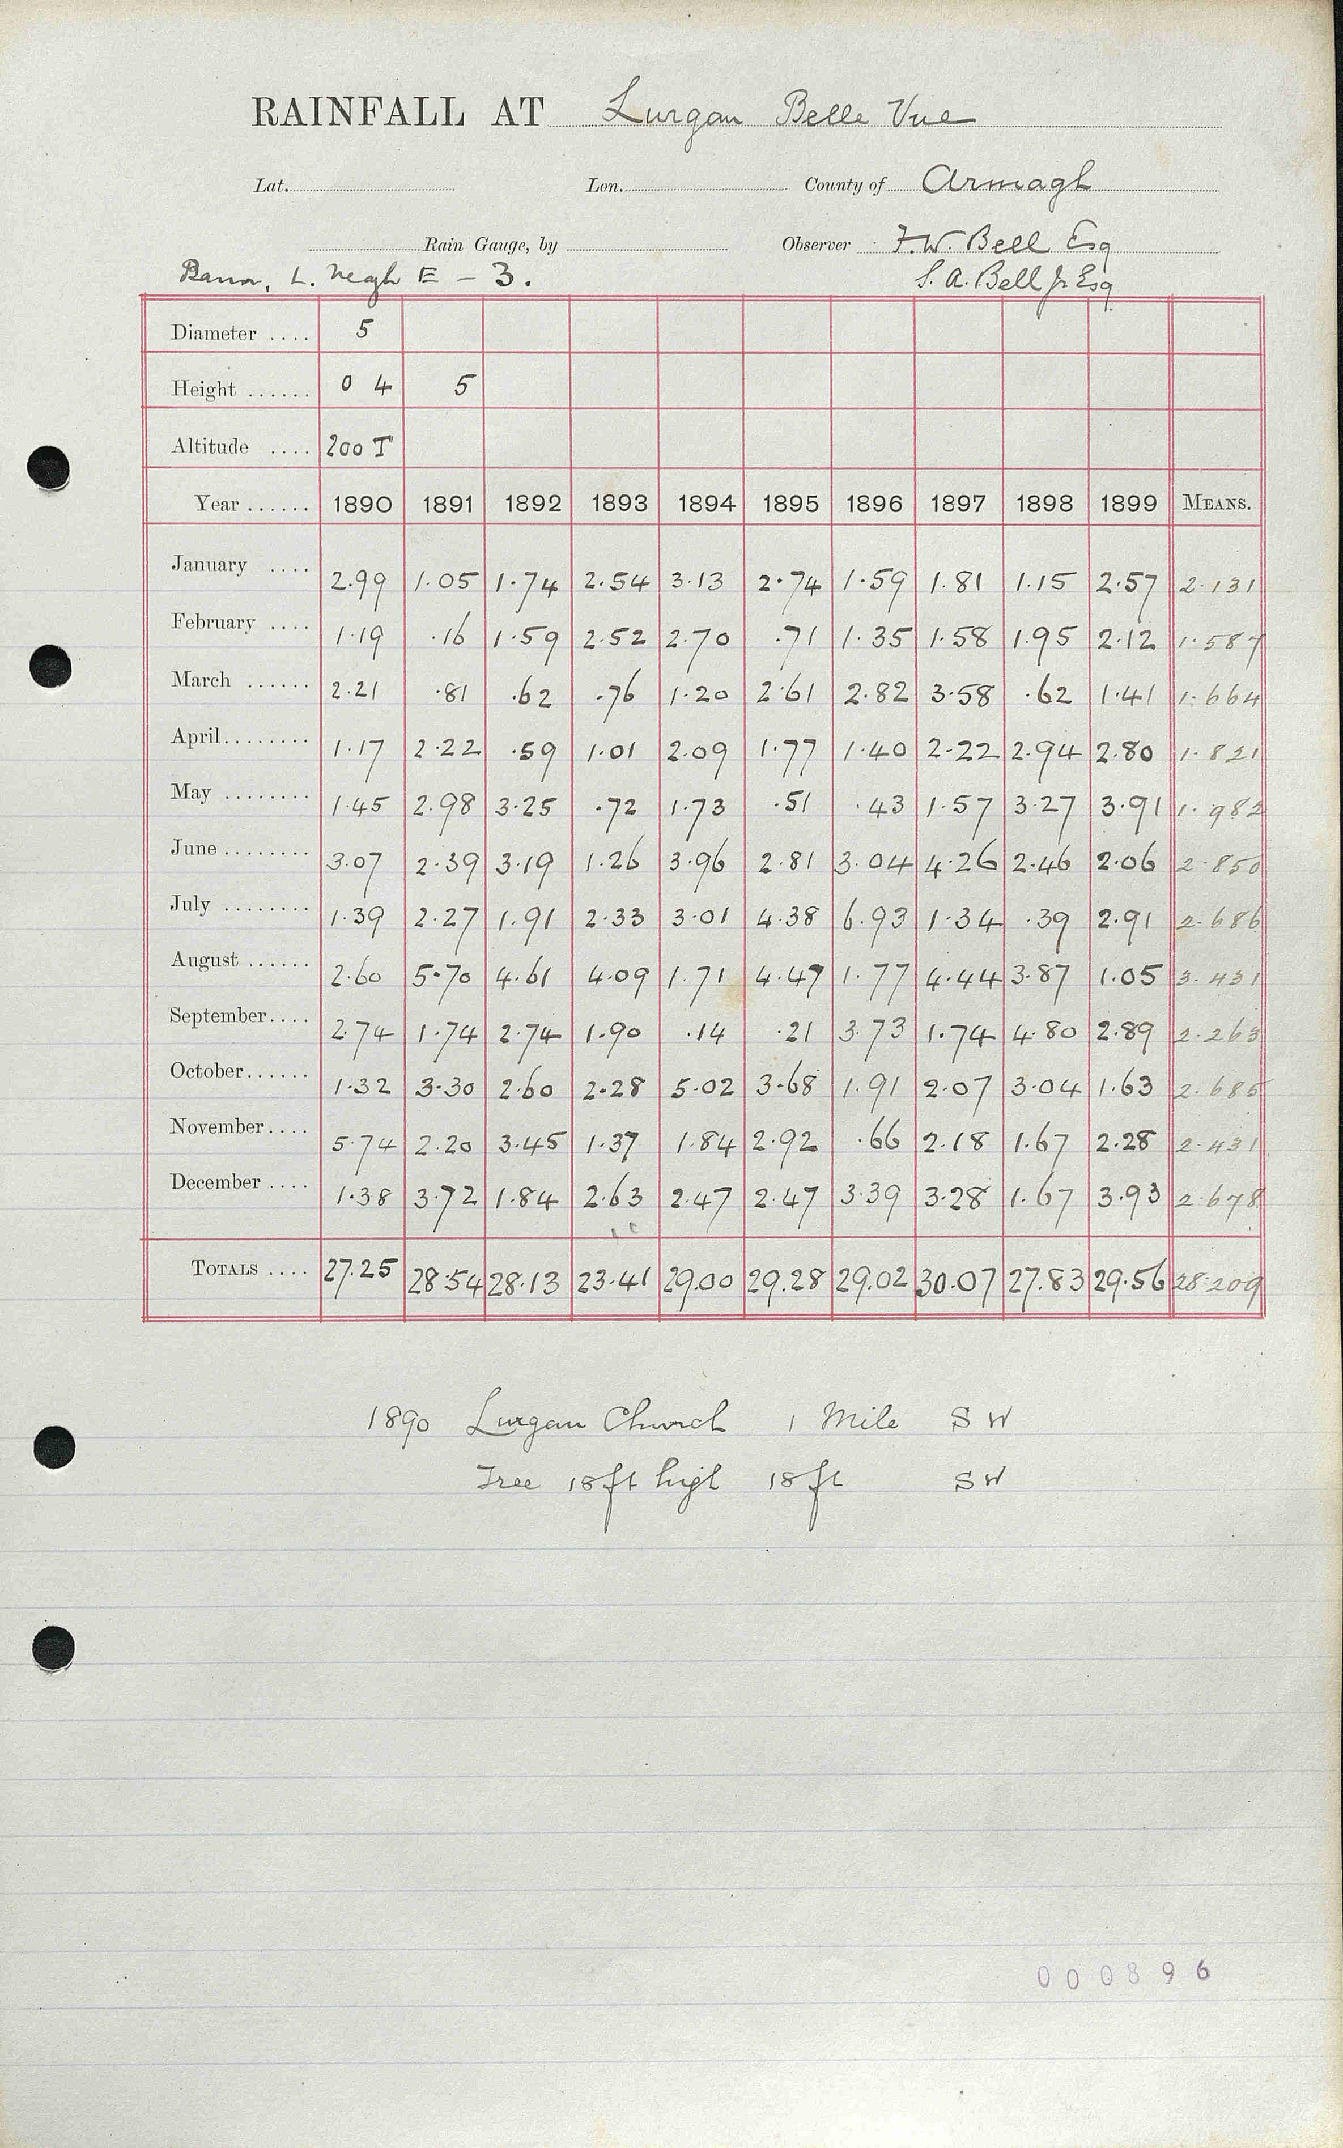 RAINFALL AT Lurgan Belle Vue
Lat. Lon. County of Armagh
Rain Gauge, by Observer F.W. Bell Esq
Bann, L. Neagh E - 3. S. A. Bell Jr Esq
Diameter .... 5
Height ...... 0 4 5
Altitude .... 200 T
Year ...... 1890 1891 1892 1893 1894 1895 1896 1897 1898 1899 MEANS.
January .... 2.99 1.05 1.74 2.54 3.13 2.74 1.59 1.81 1.15 2.57 2.131
February .... 1.19 .16 1.59 2.52 2.70 .71 1.35 1.58 1.95 2.12 1.587
March ...... 2.21 .81 .62 .76 1.20 2.61 2.82 3.58 .62 1.41 1.664
April........ 1.17 2.22 .59 1.01 2.09 1.77 1.40 2.22 2.94 2.80 1.821
May ........ 1.45 2.98 3.25 .72 1.73 .51 .43 1.57 3.27 3.91 1.982
June ........ 3.07 2.39 3.19 1.26 3.96 2.81 3.04 4.26 2.46 2.06 2.850
July ........ 1.39 2.27 1.91 2.33 3.01 4.38 6.93 1.34 .39 2.91 2.686
August ...... 2.60 5.70 4.61 4.09 1.71 4.47 1.77 4.44 3.87 1.05 3.431
September.... 2.74 1.74 2.74 1.90 .14 .21 3.73 1.74 4.80 2.89 2.263
October...... 1.32 3.30 2.60 2.28 5.02 3.68 1.91 2.07 3.04 1.63 2.685
November.... 5.74 2.20 3.45 1.37 1.84 2.92 .66 2.18 1.67 2.28 2.431
December .... 1.38 3.72 1.84 2.63 2.47 2.47 3.39 3.28 1.67 3.93 2.678
TOTALS .... 27.25 28.54 28.13 23.41 29.00 29.28 29.02 30.07 27.83 29.56 28.209
1890 Lurgan Church 1 Mile SW
Tree 18ft high 18ft SW
000896